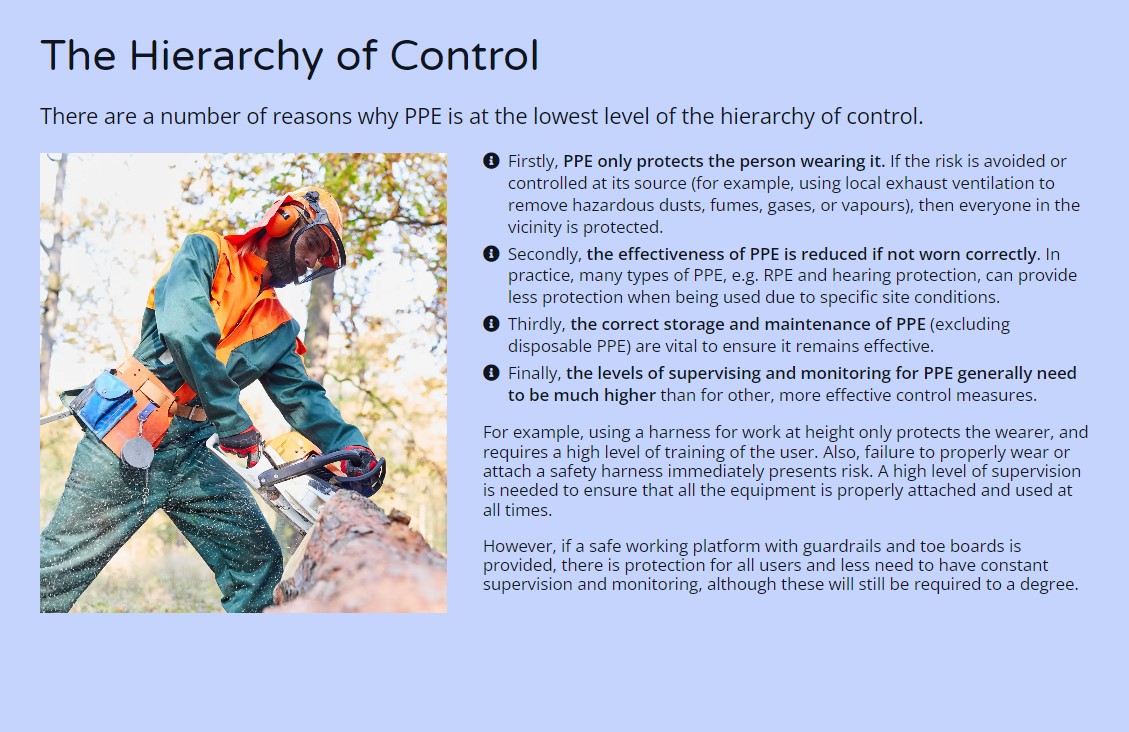 The Hierarchy of Control
There are a number of reasons why PPE is at the lowest level of the hierarchy of control.
Firstly, PPE only protects the person wearing it. If the risk is avoided or
controlled at its source (for example, using local exhaust ventilation to
remove hazardous dusts, fumes, gases, or vapours), then everyone in the
vicinity is protected.
Secondly, the effectiveness of PPE is reduced if not worn correctly. In
practice, many types of PPE, e.g. RPE and hearing protection, can provide
less protection when being used due to specific site conditions.
Thirdly, the correct storage and maintenance of PPE (excluding
disposable PPE) are vital to ensure it remains effective.
Finally, the levels of supervising and monitoring for PPE generally need
to be much higher than for other, more effective control measures.
For example, using a harness for work at height only protects the wearer, and
requires a high level of training of the user. Also, failure to properly wear or
attach a safety harness immediately presents risk. A high level of supervision
is needed to ensure that all the equipment is properly attached and used at
all times.
However, if a safe working platform with guardrails and toe boards is
provided, there is protection for all users and less need to have constant
supervision and monitoring, although these will still be required to a degree.